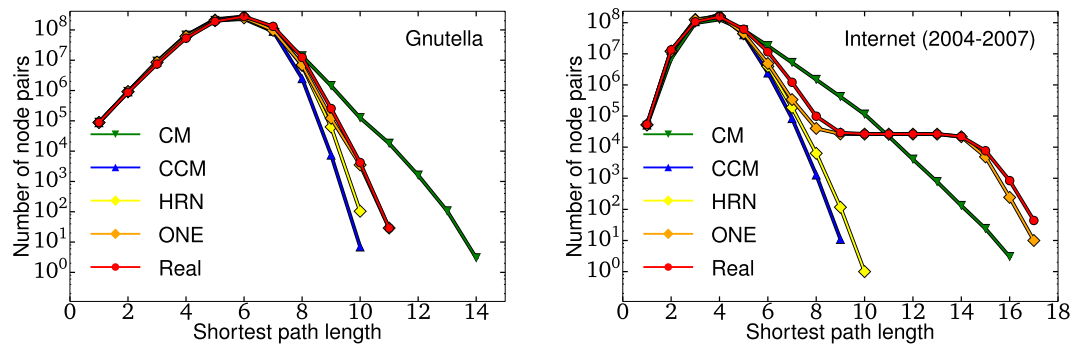 Gnutella
Number of node pairs
10^8
10^7
10^6
10^5
10^4
10^3
10^2
10^1
10^0
CM
CCM
HRN
ONE
Real
0 2 4 6 8 10 12 14
Shortest path length
Internet (2004-2007)
Number of node pairs
10^8
10^7
10^6
10^5
10^4
10^3
10^2
10^1
10^0
CM
CCM
HRN
ONE
Real
0 2 4 6 8 10 12 14 16 18
Shortest path length